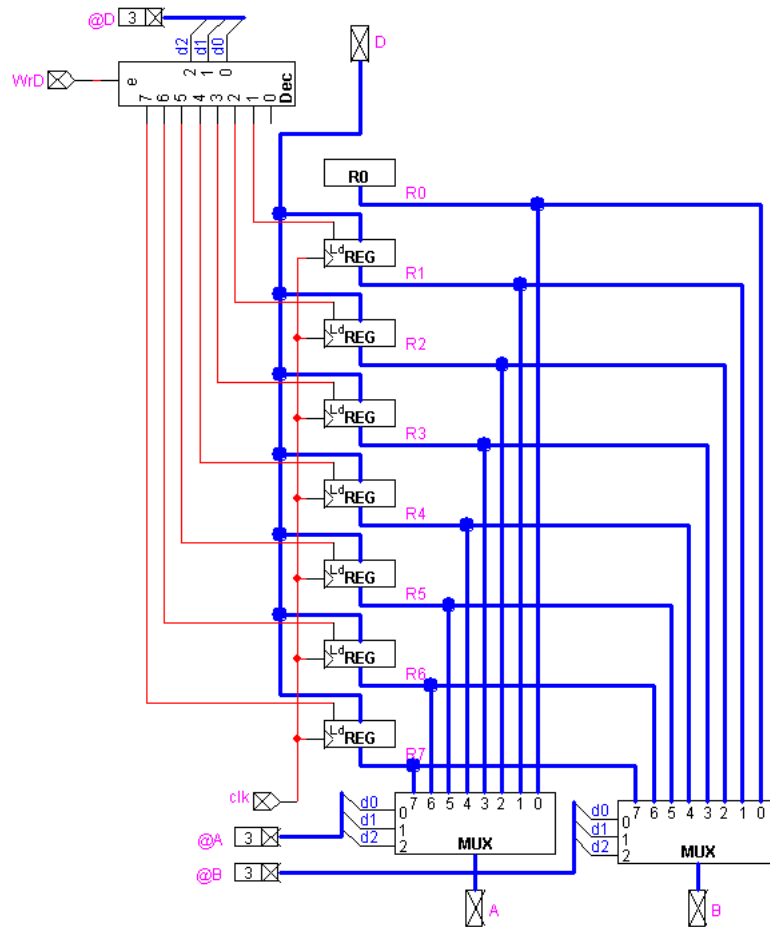 @D 3
d2 d1 d0
D
2 1 0
WrD e Dec
7 6 5 4 3 2 1 0
R0
R0
Ld REG
R1
Ld REG
R2
Ld REG
R3
Ld REG
R4
Ld REG
R5
Ld REG
R6
Ld REG
R7
clk
7 6 5 4 3 2 1 0
7 6 5 4 3 2 1 0
d0 0
d0 0
d1 1
d1 1
@A 3
d2 2 MUX
d2 2 MUX
@B 3
A
B